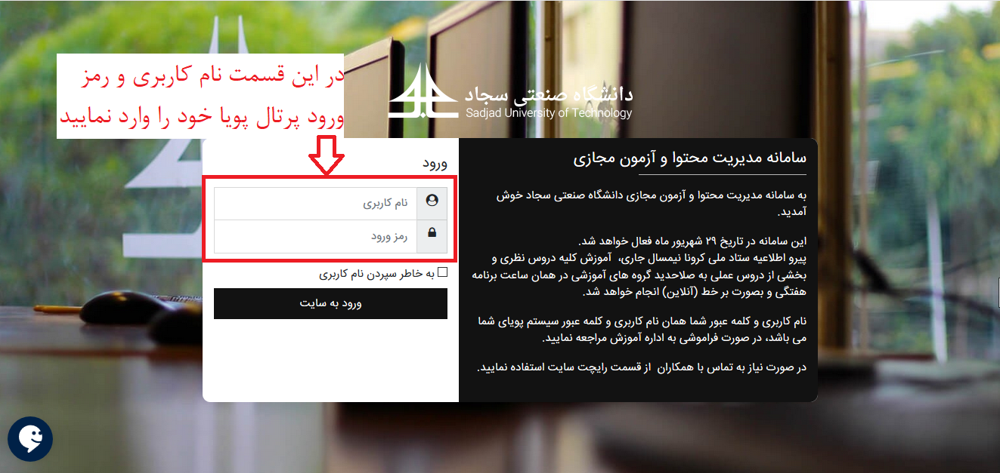 در این قسمت نام کاربری و رمز
ورود پرتال پویا خود را وارد نمایید
دانشگاه صنعتی سجاد
Sadjad University of Technology
سامانه مدیریت محتوا و آزمون مجازی
به سامانه مدیریت محتوا و آزمون مجازی دانشگاه صنعتی سجاد خوش
آمدید.
این سامانه در تاریخ ۲۹ شهریور ماه فعال خواهد شد.
پیرو اطلاعیه ستاد ملی کرونا نیمسال جاری، آموزش کلیه دروس نظری و
بخشی از دروس عملی به صلاحدید گروه های آموزشی در همان ساعت برنامه
هفتگی و بصورت بر خط (آنلاین) انجام خواهد شد.
نام کاربری و کلمه عبور شما همان نام کاربری و کلمه عبور سیستم پویای شما
می باشد، در صورت فراموشی به اداره آموزش مراجعه نمایید.
در صورت نیاز به تماس با همکاران از قسمت رایچت سایت استفاده نمایید.
ورود
نام کاربری
رمز ورود
به خاطر سپردن نام کاربری
ورود به سایت